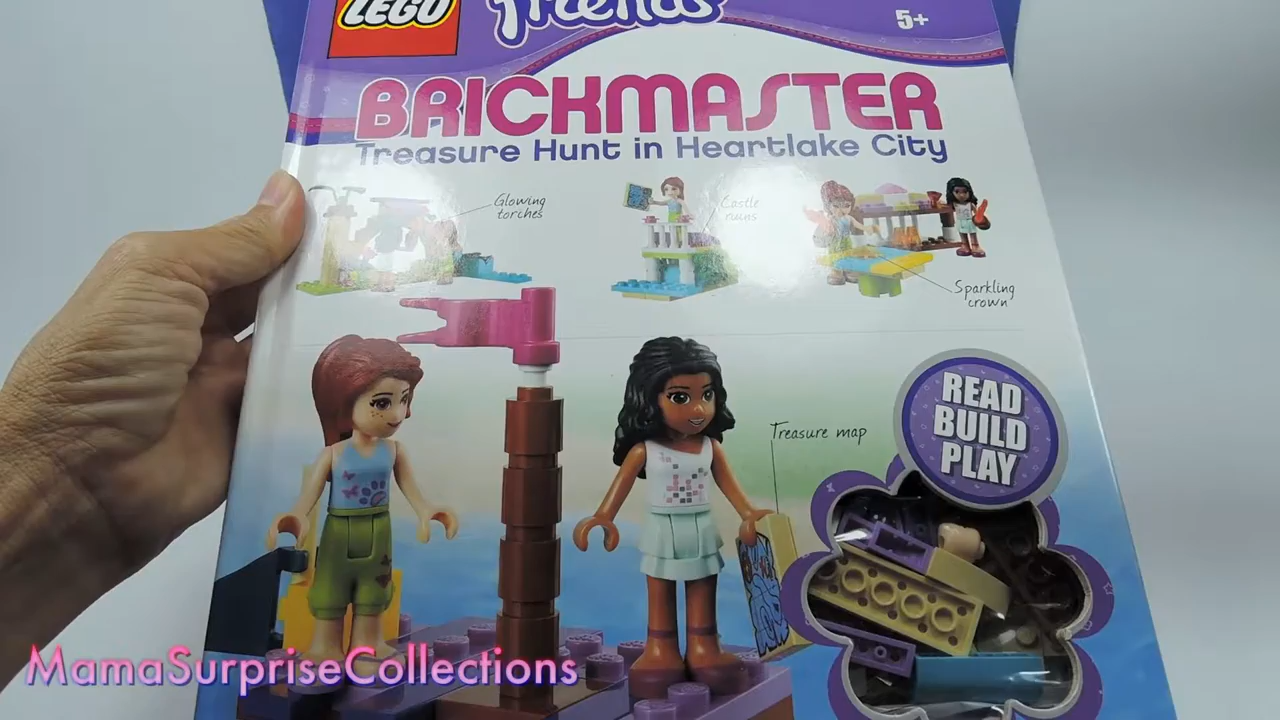 LEGO
friends
5+
BRICKMASTER
Treasure Hunt in Heartlake City
Glowing
torches
Castle
ruins
Sparkling
crown
Treasure map
READ
BUILD
PLAY
MamaSurpriseCollections